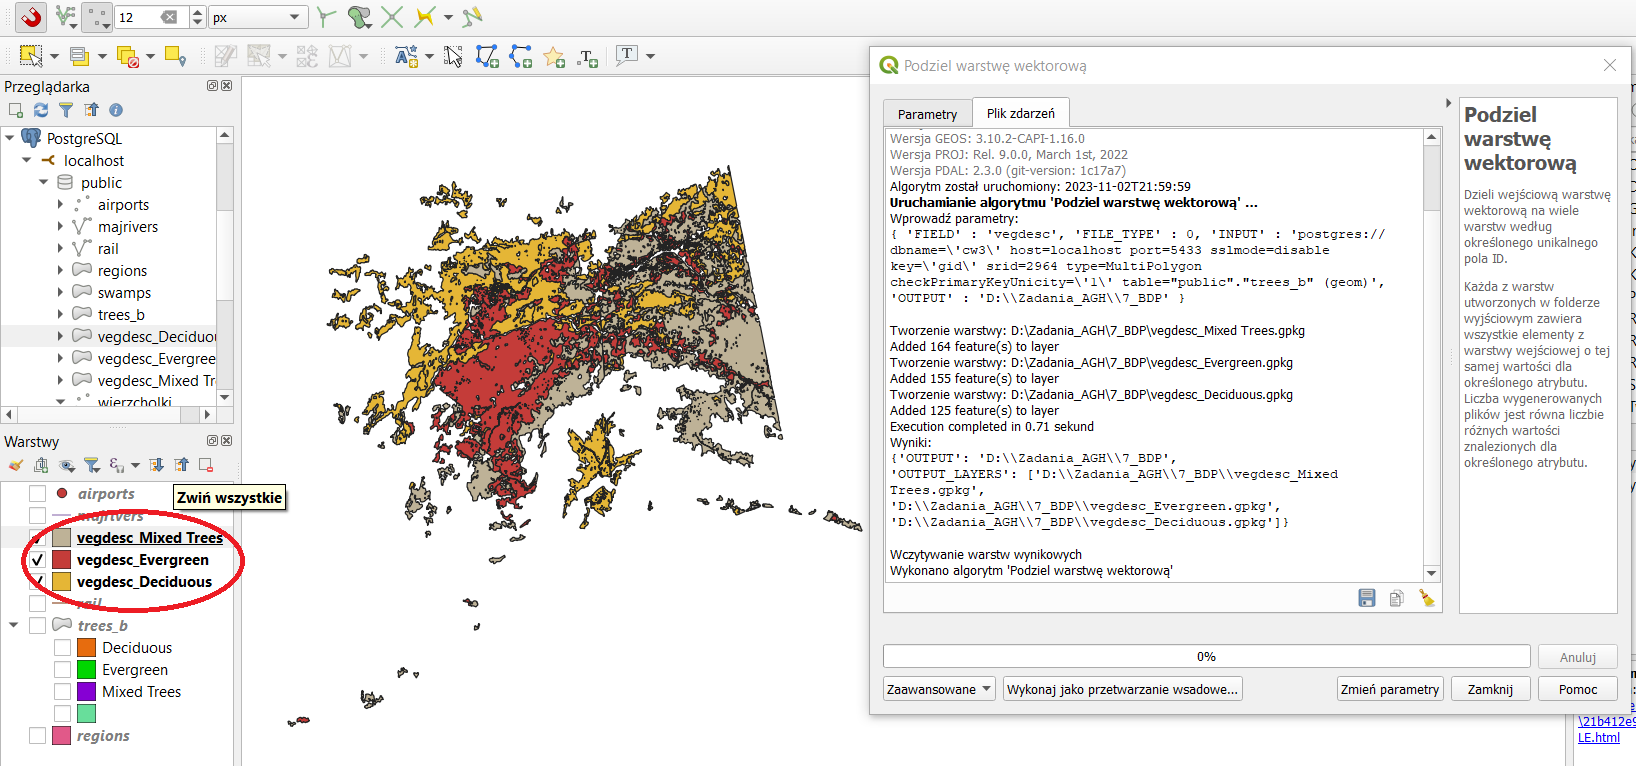 12
px
Przeglądarka
PostgreSQL
localhost
public
airports
majrivers
rail
regions
swamps
trees_b
vegdesc_Deciduou
vegdesc_Evergree
vegdesc_Mixed Tr
wierzcholki
Warstwy
airports
Zwiń wszystkie
majrivers
vegdesc_Mixed Trees
vegdesc_Evergreen
vegdesc_Deciduous
rail
trees_b
Deciduous
Evergreen
Mixed Trees
regions
Podziel warstwę wektorową
Parametry
Plik zdarzeń
Wersja GEOS: 3.10.2-CAPI-1.16.0
Wersja PROJ: Rel. 9.0.0, March 1st, 2022
Wersja PDAL: 2.3.0 (git-version: 1c17a7)
Algorytm został uruchomiony: 2023-11-02T21:59:59
Uruchamianie algorytmu 'Podziel warstwę wektorową' ...
Wprowadź parametry:
{ 'FIELD' : 'vegdesc', 'FILE_TYPE' : 0, 'INPUT' : 'postgres://
dbname=\'cw3\' host=localhost port=5433 sslmode=disable
key=\'gid\' srid=2964 type=MultiPolygon
checkPrimaryKeyUnicity=\'1\' table="public"."trees_b" (geom)',
'OUTPUT' : 'D:\\Zadania_AGH\\7_BDP' }
Tworzenie warstwy: D:\Zadania_AGH\7_BDP\vegdesc_Mixed Trees.gpkg
Added 164 feature(s) to layer
Tworzenie warstwy: D:\Zadania_AGH\7_BDP\vegdesc_Evergreen.gpkg
Added 155 feature(s) to layer
Tworzenie warstwy: D:\Zadania_AGH\7_BDP\vegdesc_Deciduous.gpkg
Added 125 feature(s) to layer
Execution completed in 0.71 sekund
Wyniki:
{'OUTPUT': 'D:\\Zadania_AGH\\7_BDP',
'OUTPUT_LAYERS': ['D:\\Zadania_AGH\\7_BDP\\vegdesc_Mixed
Trees.gpkg',
'D:\\Zadania_AGH\\7_BDP\\vegdesc_Evergreen.gpkg',
'D:\\Zadania_AGH\\7_BDP\\vegdesc_Deciduous.gpkg']}
Wczytywanie warstw wynikowych
Wykonano algorytm 'Podziel warstwę wektorową'
Podziel
warstwę
wektorową
Dzieli wejściową warstwę
wektorową na wiele
warstw według
określonego unikalnego
pola ID.
Każda z warstw
utworzonych w folderze
wyjściowym zawiera
wszystkie elementy z
warstwy wejściowej o tej
samej wartości dla
określonego atrybutu.
Liczba wygenerowanych
plików jest równa liczbie
różnych wartości
znalezionych dla
określonego atrybutu.
0%
Anuluj
Zaawansowane
Wykonaj jako przetwarzanie wsadowe...
Zmień parametry
Zamknij
Pomoc
\21b412e9
LE.html